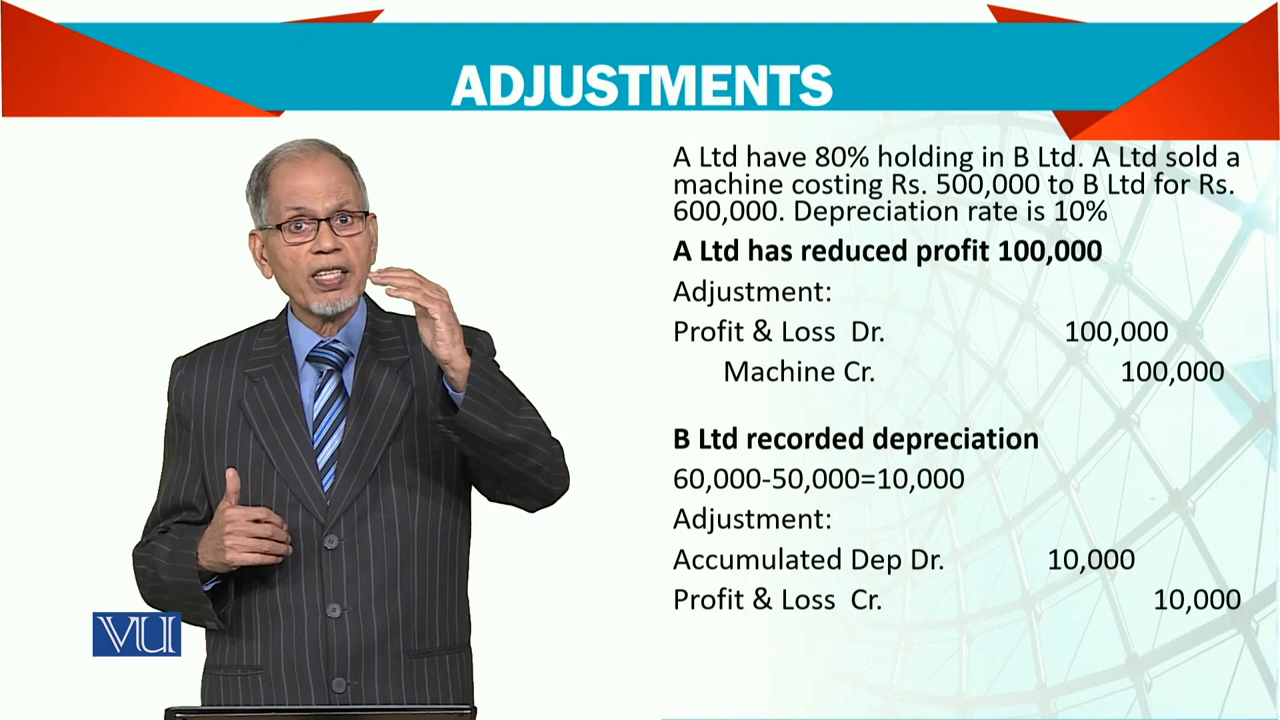 ADJUSTMENTS
A Ltd have 80% holding in B Ltd. A Ltd sold a
machine costing Rs. 500,000 to B Ltd for Rs.
600,000. Depreciation rate is 10%
A Ltd has reduced profit 100,000
Adjustment:
Profit & Loss Dr. 100,000
Machine Cr. 100,000
B Ltd recorded depreciation
60,000-50,000=10,000
Adjustment:
Accumulated Dep Dr. 10,000
Profit & Loss Cr. 10,000
VU